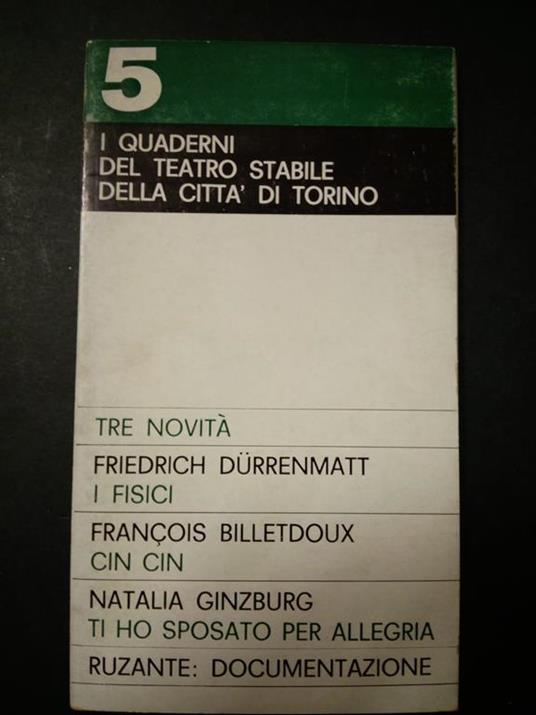 5
I QUADERNI
DEL TEATRO STABILE
DELLA CITTA' DI TORINO
TRE NOVITÀ
FRIEDRICH DÜRRENMATT
I FISICI
FRANÇOIS BILLETDOUX
CIN CIN
NATALIA GINZBURG
TI HO SPOSATO PER ALLEGRIA
RUZANTE: DOCUMENTAZIONE